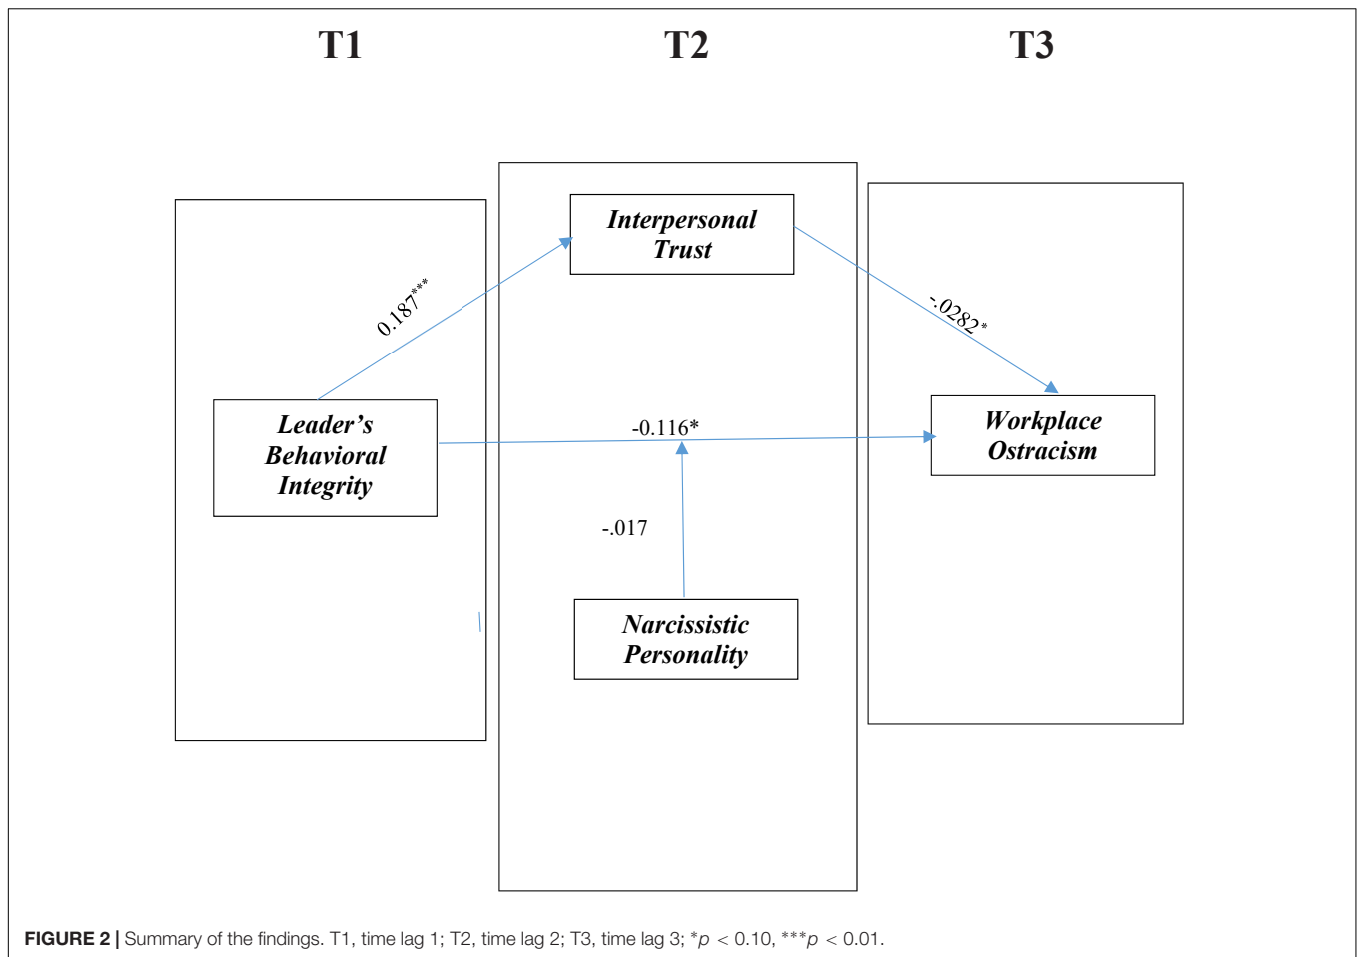 T1 T2 T3
Interpersonal
Trust
0.187***
-.0282*
Leader's
Behavioral
Integrity
-0.116*
Workplace
Ostracism
-.017
Narcissistic
Personality
FIGURE 2 | Summary of the findings. T1, time lag 1; T2, time lag 2; T3, time lag 3; *p < 0.10, ***p < 0.01.